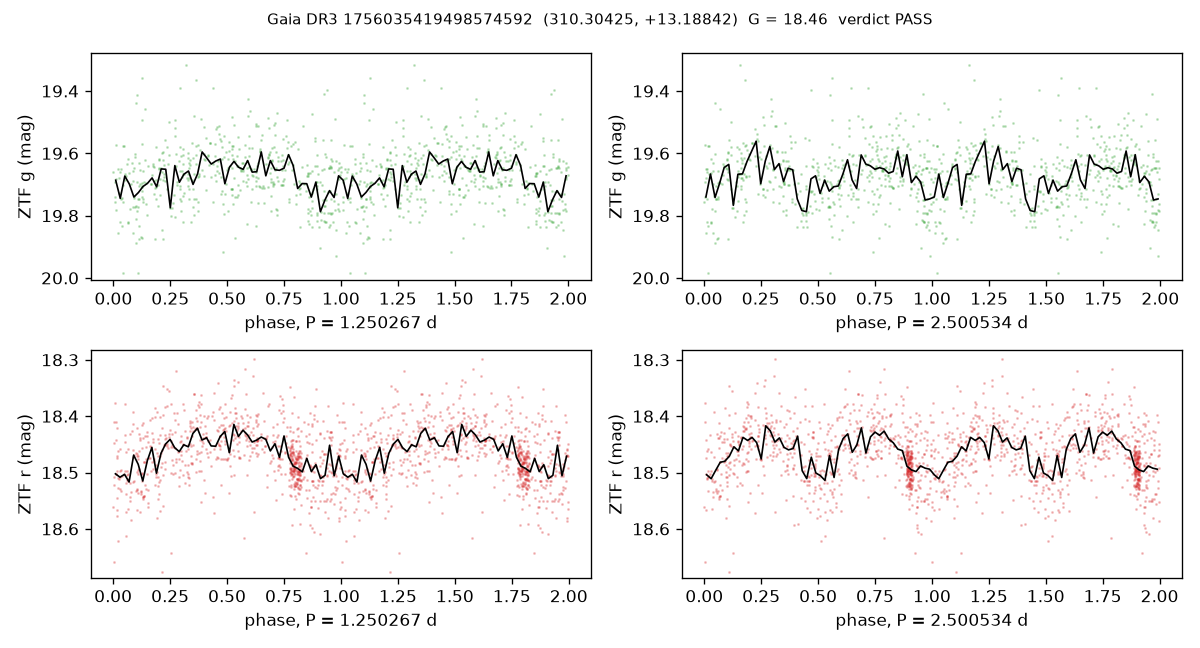 Gaia DR3 1756035419498574592  (310.30425, +13.18842)  G = 18.46  verdict PASS
ZTF g (mag)
19.4
19.6
19.8
20.0
0.00 0.25 0.50 0.75 1.00 1.25 1.50 1.75 2.00
phase, P = 1.250267 d
ZTF g (mag)
19.4
19.6
19.8
20.0
0.00 0.25 0.50 0.75 1.00 1.25 1.50 1.75 2.00
phase, P = 2.500534 d
ZTF r (mag)
18.3
18.4
18.5
18.6
0.00 0.25 0.50 0.75 1.00 1.25 1.50 1.75 2.00
phase, P = 1.250267 d
ZTF r (mag)
18.3
18.4
18.5
18.6
0.00 0.25 0.50 0.75 1.00 1.25 1.50 1.75 2.00
phase, P = 2.500534 d